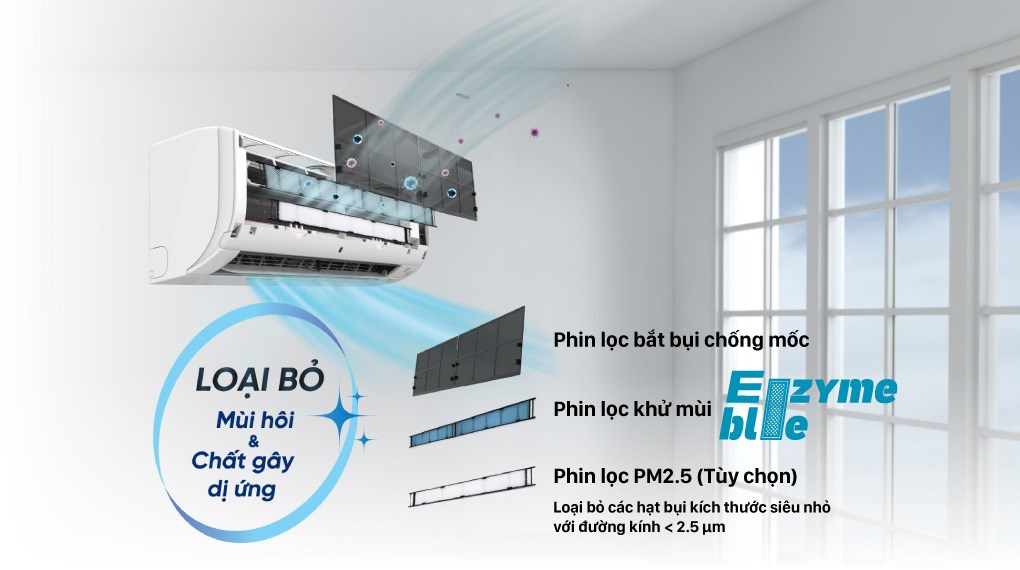 LOẠI BỎ
Mùi hôi
&
Chất gây
dị ứng
Phin lọc bắt bụi chống mốc
Phin lọc khử mùi
Enzyme
blue
Phin lọc PM2.5 (Tùy chọn)
Loại bỏ các hạt bụi kích thước siêu nhỏ
với đường kính < 2.5 µm